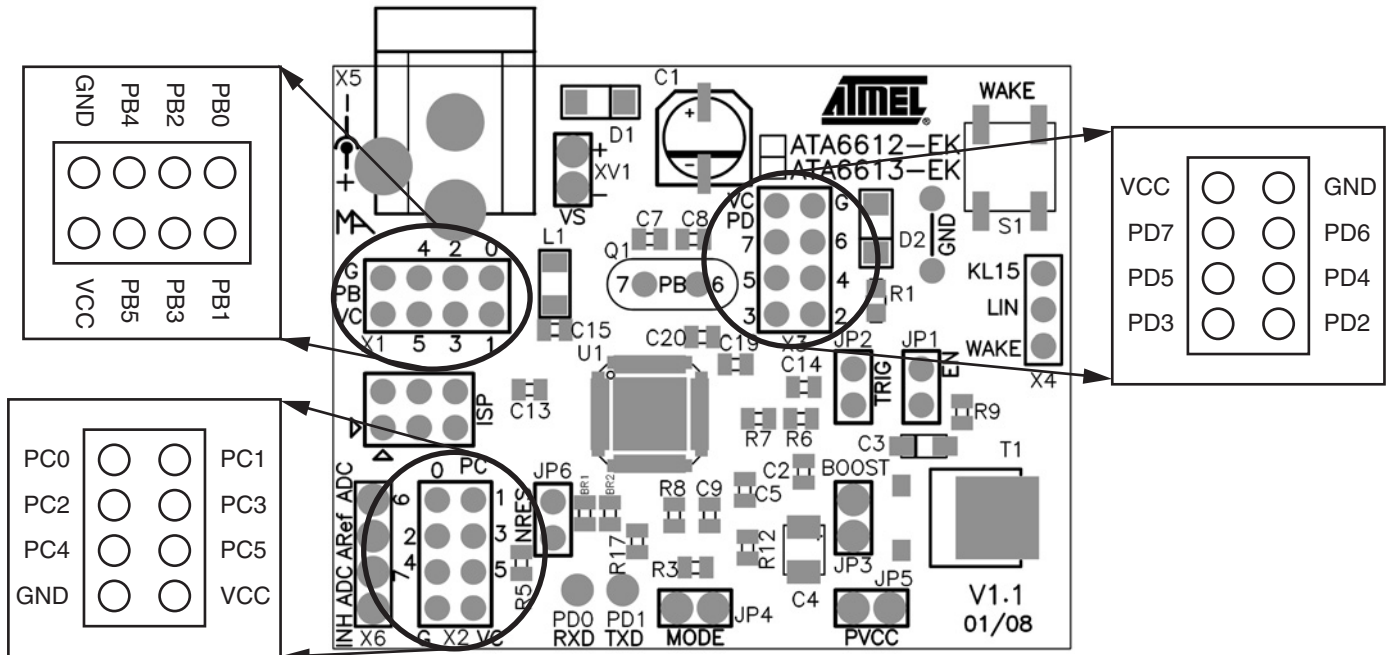 GND PB4 PB2 PB0
VCC PB5 PB3 PB1
PC0 PC1
PC2 PC3
PC4 PC5
GND VCC
VCC GND
PD7 PD6
PD5 PD4
PD3 PD2
X5
+
D1
+
XV1
-
VS
C1
+
-
ATMEL®
ATA6612-EK
ATA6613-EK
WAKE
S1
4 2 0
G
PB
VC
X1 5 3 1
L1
C15
C7 C8
Q1
7 PB 6
VC G
PD
7 6
5 4
3 2
X3
D2
GND
R1
KL15
LIN
WAKE
X4
U1
C20
C19
C14
JP2
TRIG
JP1
EN
R9
C13
ISP
R7 R6
C3
T1
C2
BOOST
JP3
0 PC
1
2 3
4 5
G X2 VC
INH ADC ARef ADC
7 6
X6
JP6
NRES
R5
BR1 BR2
R17
R8 C9
C5
R12
R3
C4
JP5
PVCC
PD0 PD1
RXD TXD
JP4
MODE
V1.1
01/08